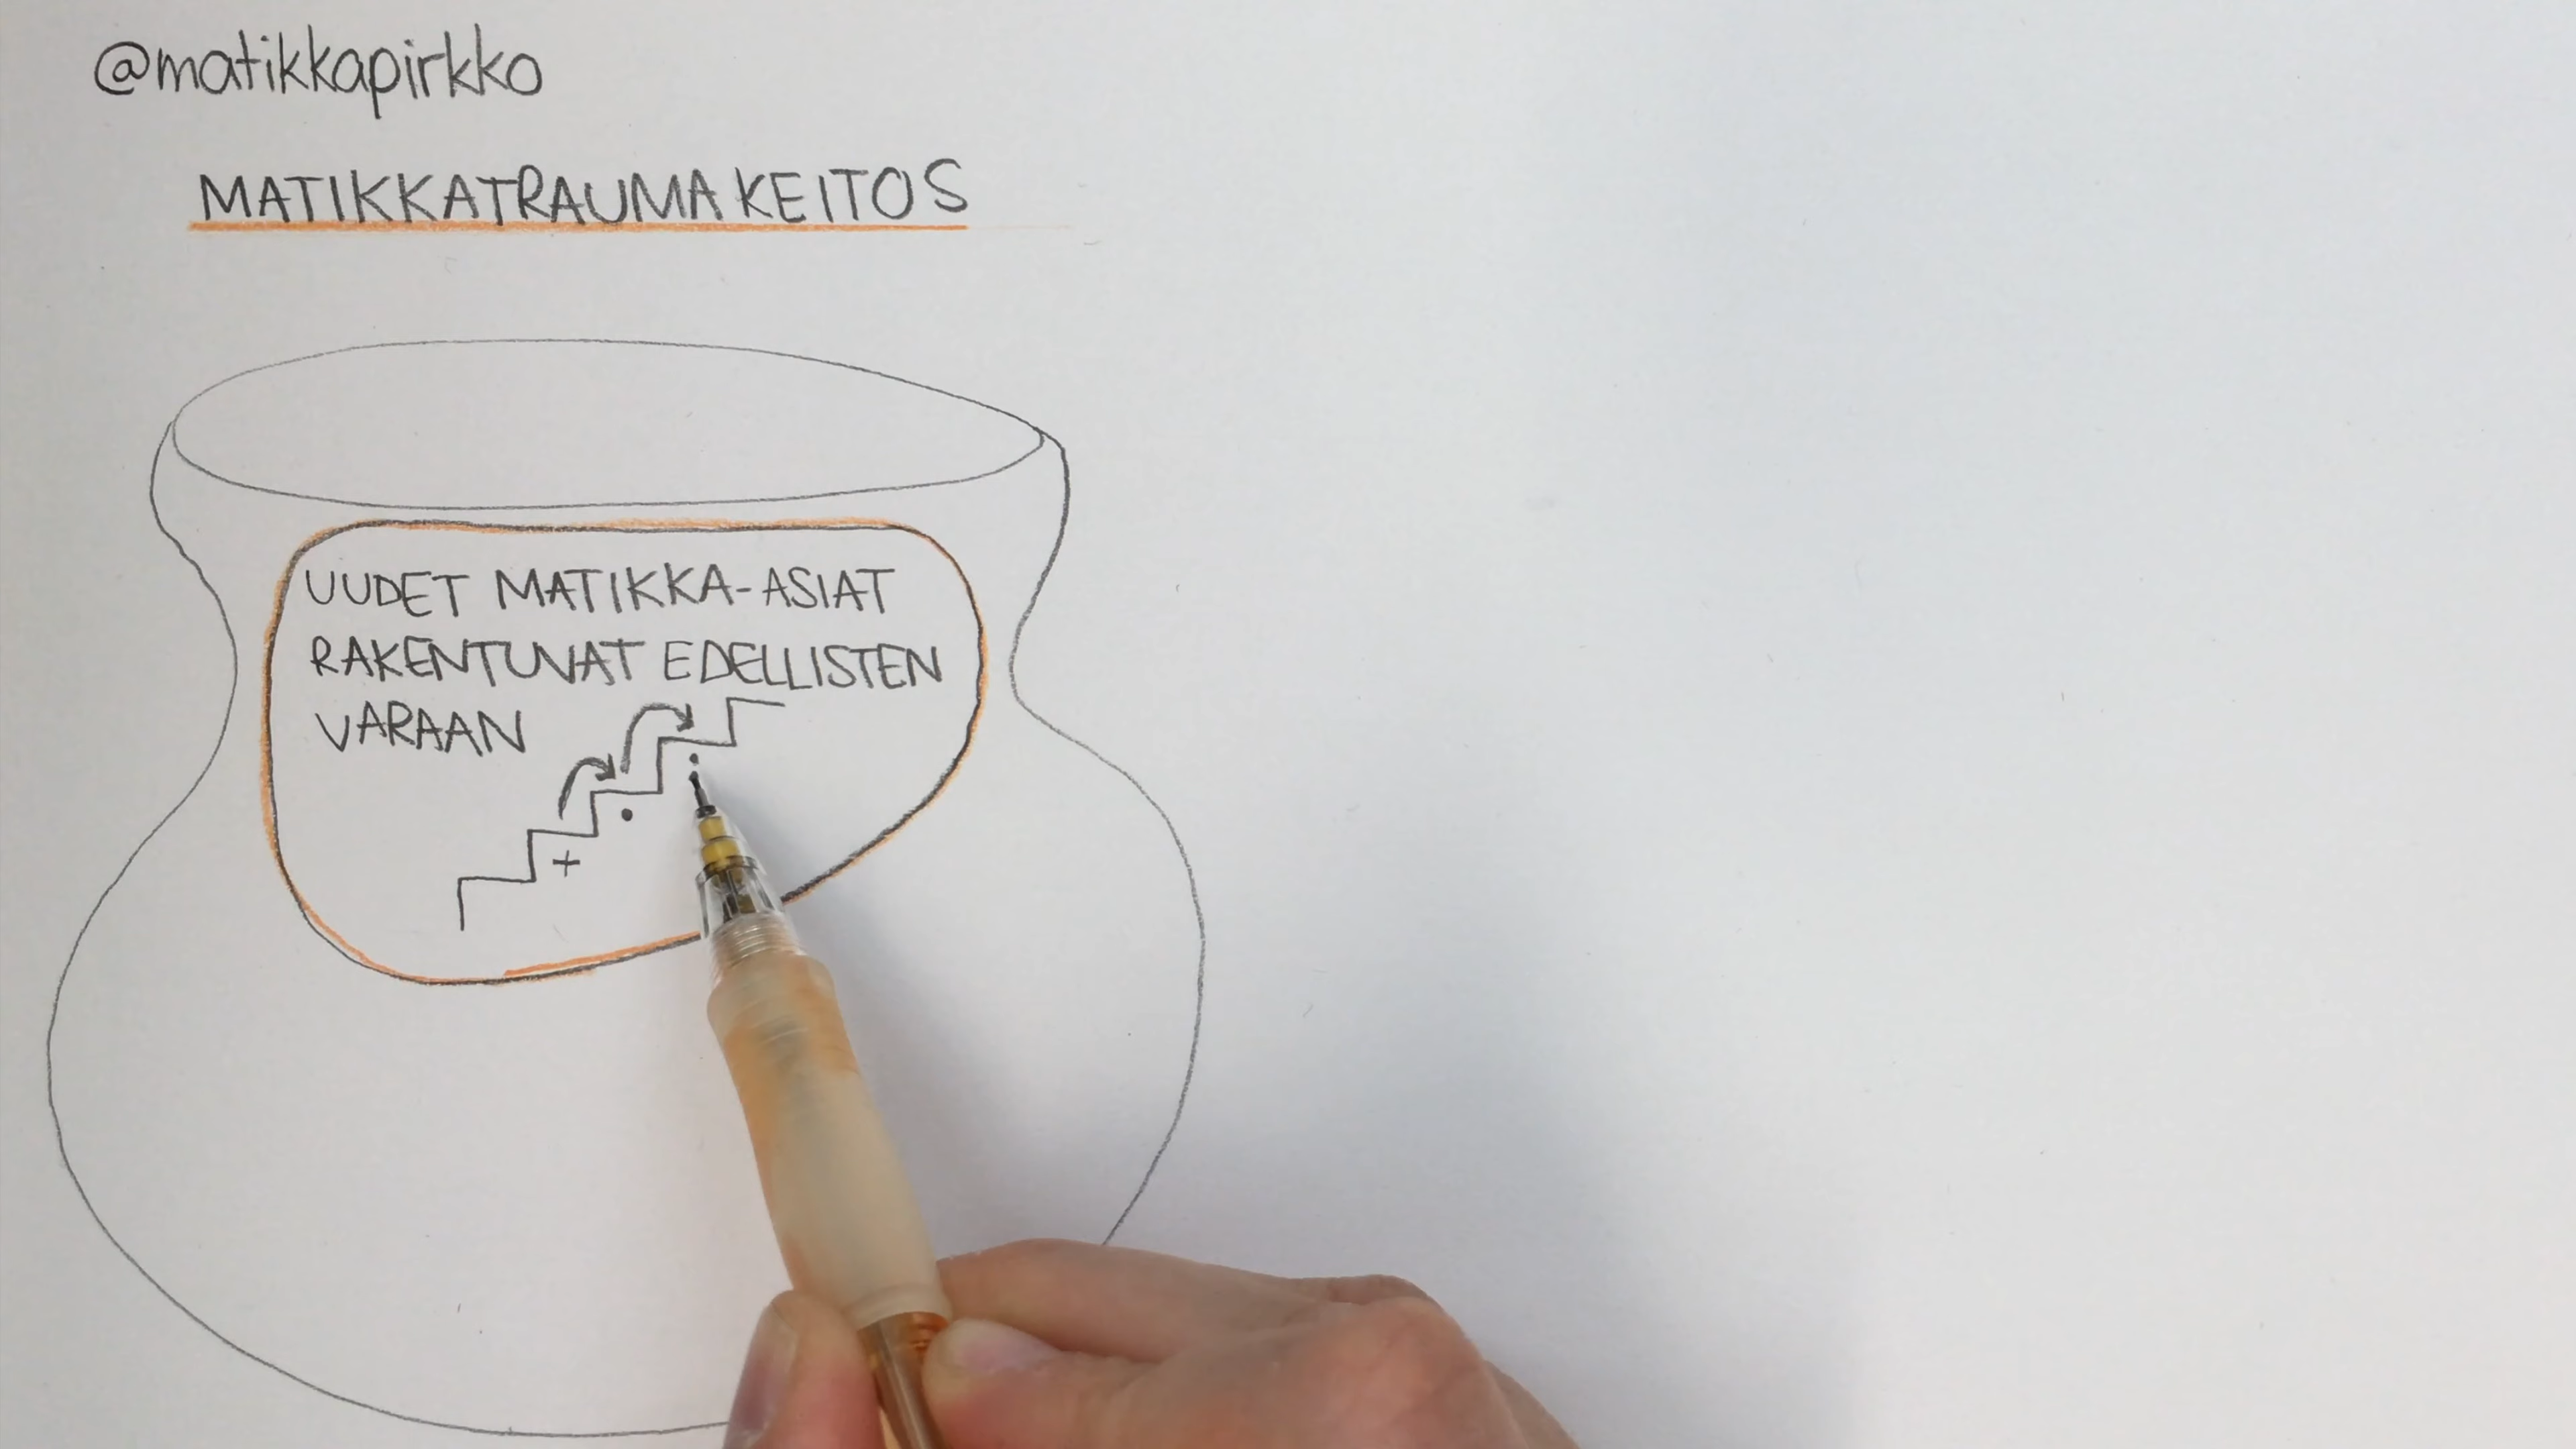 @matikkapirkko
MATIKKATRAUMAKEITOS
UUDET MATIKKA-ASIAT
RAKENTUVAT EDELLISTEN
VARAAN
+
•
: